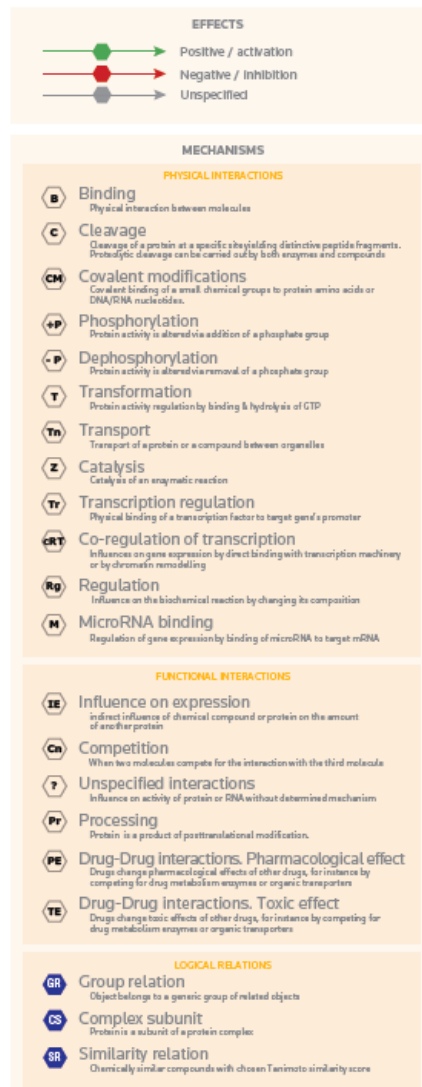 EFFECTS
Positive / activation
Negative / inhibition
Unspecified
MECHANISMS
PHYSICAL INTERACTIONS
B Binding
Physical interaction between molecules
C Cleavage
Cleavage of a protein at a specific site yielding distinctive peptide fragments.
Proteolytic cleavage can be carried out by both enzymes and compounds
CM Covalent modifications
Covalent binding of a small chemical groups to protein amino acids or
DNA/RNA nucleotides.
+P Phosphorylation
Protein activity is altered via addition of a phosphate group
- P Dephosphorylation
Protein activity is altered via removal of a phosphate group
T Transformation
Protein activity regulation by binding & hydrolysis of GTP
Tn Transport
Transport of a protein or a compound between organelles
Z Catalysis
Catalysis of an enzymatic reaction
Tr Transcription regulation
Physical binding of a transcription factor to target gene's promoter
cRT Co-regulation of transcription
Influences on gene expression by direct binding with transcription machinery
or by chromatin remodelling
Rg Regulation
Influence on the biochemical reaction by changing its composition
M MicroRNA binding
Regulation of gene expression by binding of microRNA to target mRNA
FUNCTIONAL INTERACTIONS
IE Influence on expression
indirect influence of chemical compound or protein on the amount
of another protein
Cn Competition
When two molecules compete for the interaction with the third molecule
? Unspecified interactions
Influence on activity of protein or RNA without determined mechanism
Pr Processing
Protein is a product of posttranslational modification.
PE Drug-Drug interactions. Pharmacological effect
Drugs change pharmacological effects of other drugs, for instance by
competing for drug metabolism enzymes or organic transporters
TE Drug-Drug interactions. Toxic effect
Drugs change toxic effects of other drugs, for instance by competing for
drug metabolism enzymes or organic transporters
LOGICAL RELATIONS
GR Group relation
Object belongs to a generic group of related objects
CS Complex subunit
Protein is a subunit of a protein complex
SR Similarity relation
Chemically similar compounds with chosen Tanimoto similarity score